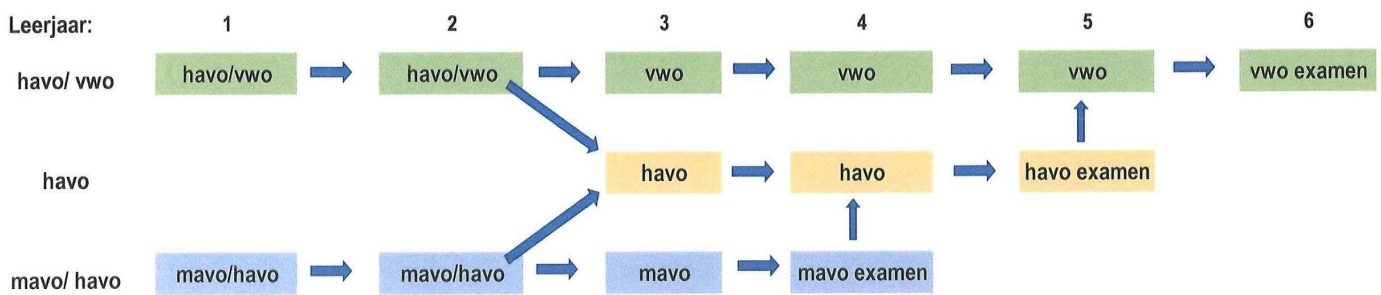 Leerjaar: 1 2 3 4 5 6
havo/ vwo havo/vwo havo/vwo vwo vwo vwo vwo examen
havo havo havo havo examen
mavo/ havo mavo/havo mavo/havo mavo mavo examen